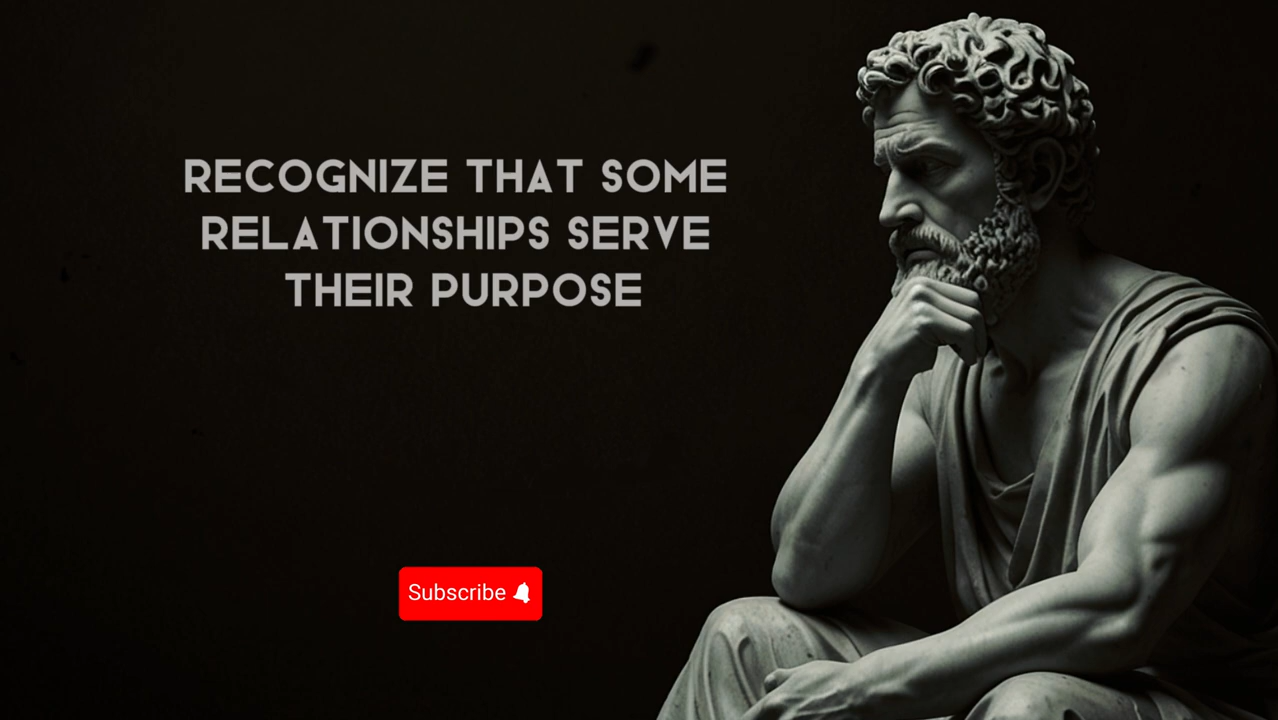 RECOGNIZE THAT SOME
RELATIONSHIPS SERVE
THEIR PURPOSE
Subscribe